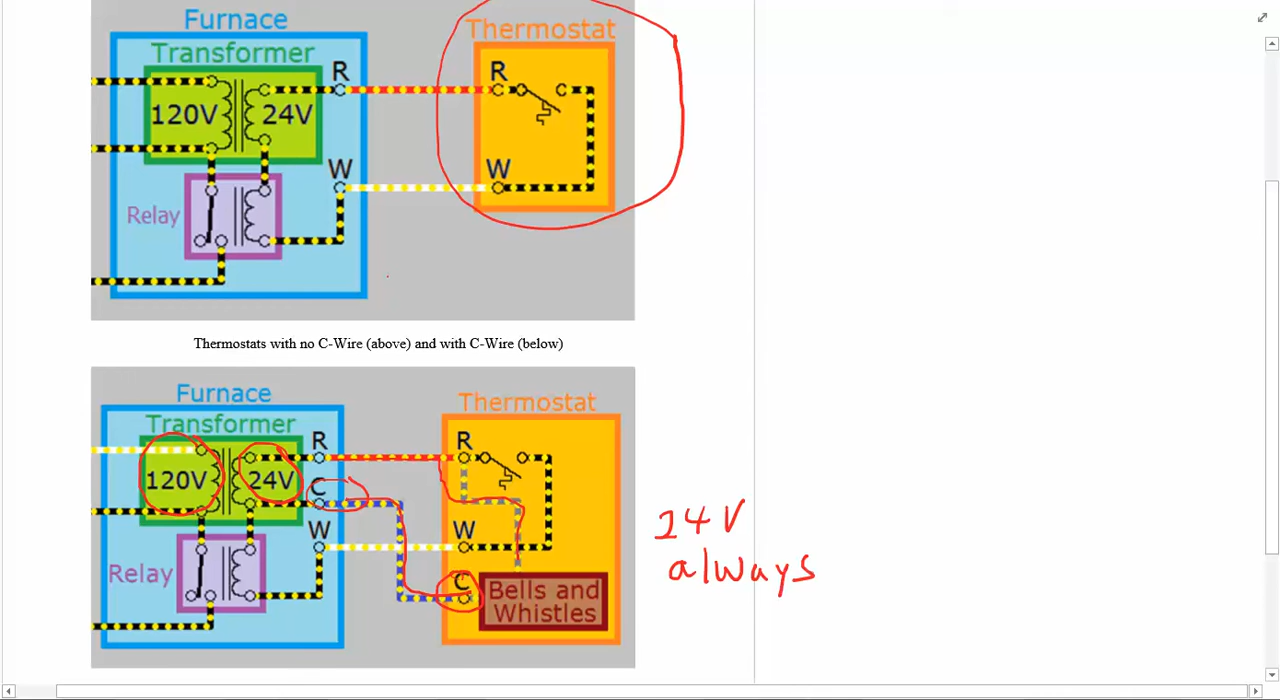 Furnace
Thermostat
Transformer
R
R
120V
24V
W
W
Relay
Thermostats with no C-Wire (above) and with C-Wire (below)
Furnace
Thermostat
Transformer
R
R
120V
24V
C
24V
always
W
W
Relay
C
Bells and
Whistles